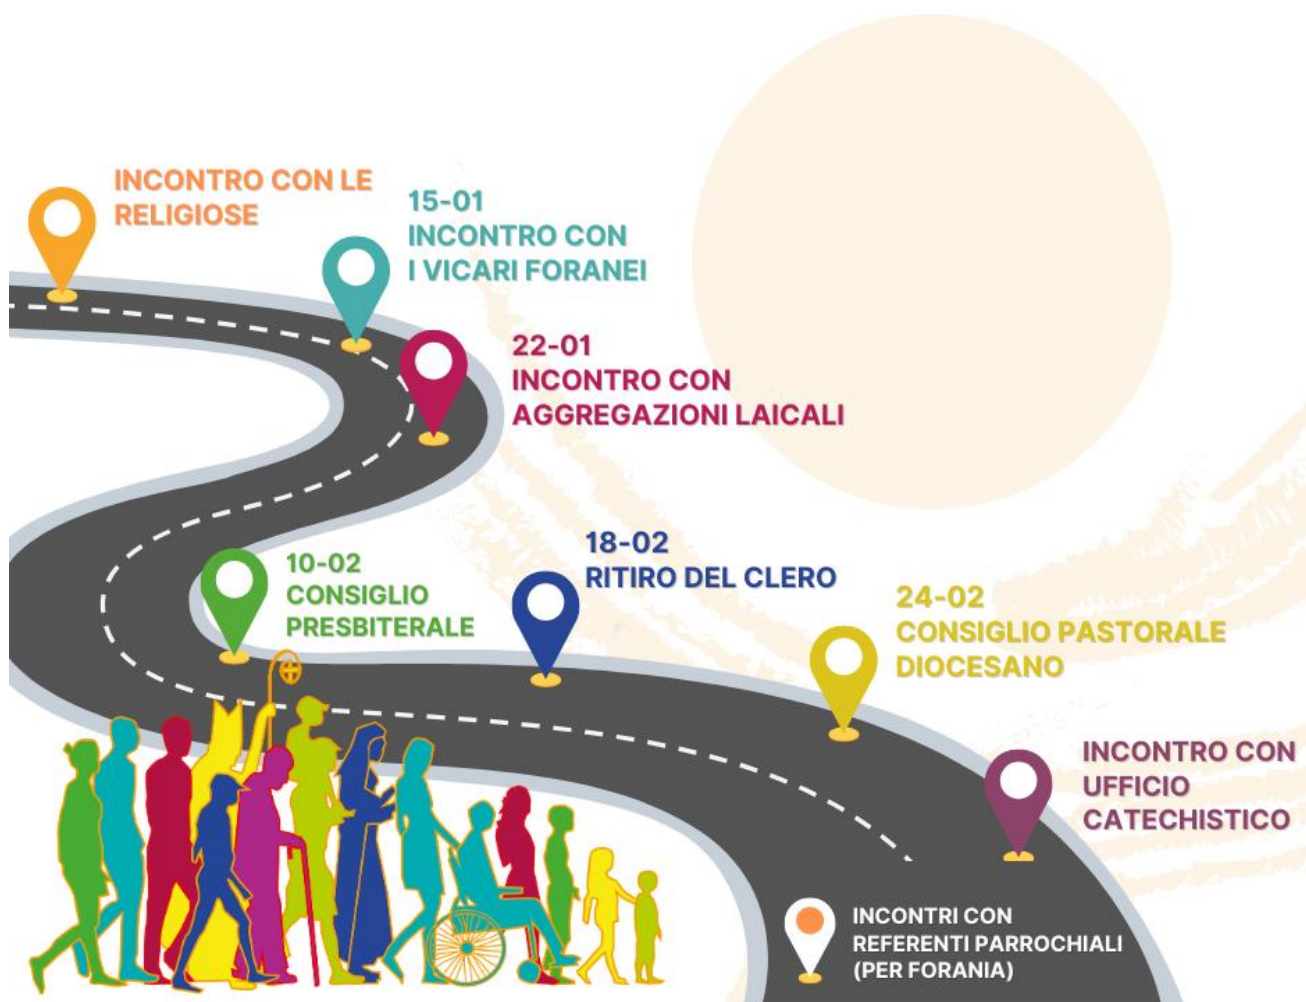 INCONTRO CON LE
RELIGIOSE
15-01
INCONTRO CON
I VICARI FORANEI
22-01
INCONTRO CON
AGGREGAZIONI LAICALI
10-02
CONSIGLIO
PRESBITERALE
18-02
RITIRO DEL CLERO
24-02
CONSIGLIO PASTORALE
DIOCESANO
INCONTRO CON
UFFICIO
CATECHISTICO
INCONTRI CON
REFERENTI PARROCHIALI
(PER FORANIA)